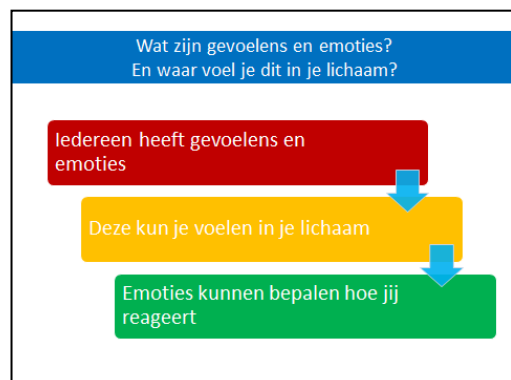 Wat zijn gevoelens en emoties?
En waar voel je dit in je lichaam?
Iedereen heeft gevoelens en
emoties
Deze kun je voelen in je lichaam
Emoties kunnen bepalen hoe jij
reageert